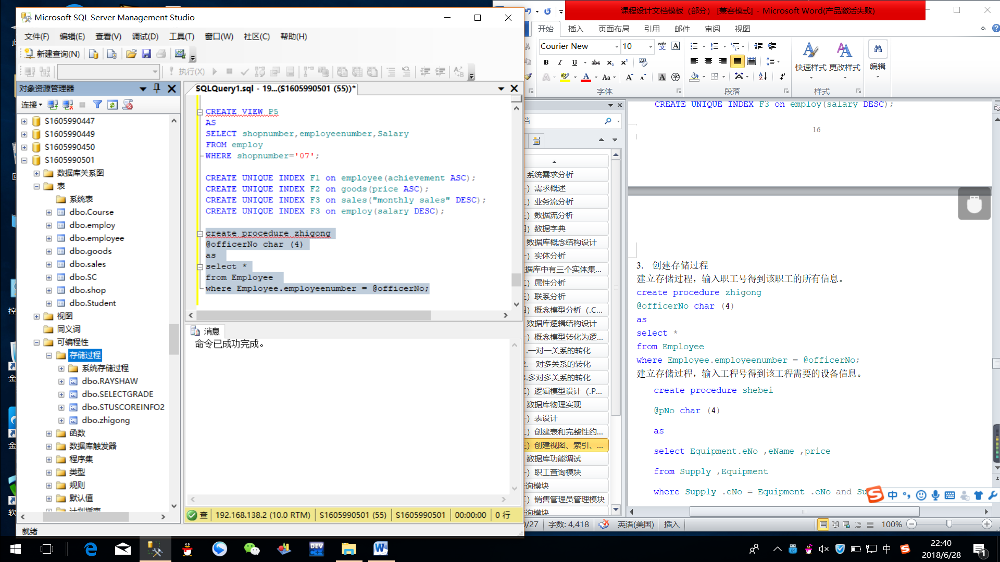 Microsoft SQL Server Management Studio
文件(F) 编辑(E) 查看(V) 调试(D) 工具(T) 窗口(W) 社区(C) 帮助(H)
新建查询(N)
执行(X)
对象资源管理器
连接
S1605990447
S1605990449
S1605990450
S1605990501
数据库关系图
表
系统表
dbo.Course
dbo.employ
dbo.employee
dbo.goods
dbo.sales
dbo.SC
dbo.shop
dbo.Student
视图
同义词
可编程性
存储过程
系统存储过程
dbo.RAYSHAW
dbo.SELECTGRADE
dbo.STUSCOREINFO2
dbo.zhigong
函数
数据库触发器
程序集
类型
规则
默认值
计划指南
SQLQuery1.sql - 19...(S1605990501 (55))*
CREATE VIEW P5
AS
SELECT shopnumber,employeenumber,Salary
FROM employ
WHERE shopnumber='07';
CREATE UNIQUE INDEX F1 on employee(achievement ASC);
CREATE UNIQUE INDEX F2 on goods(price ASC);
CREATE UNIQUE INDEX F3 on sales("monthly sales" DESC);
CREATE UNIQUE INDEX F3 on employ(salary DESC);
create procedure zhigong
@officerNo char (4)
as
select *
from Employee
where Employee.employeenumber = @officerNo;
消息
命令已成功完成。
查 192.168.138.2 (10.0 RTM) S1605990501 (55) S1605990501 00:00:00 0 行
就绪
课程设计文档模板（部分） [兼容模式] - Microsoft Word(产品激活失败)
开始 插入 页面布局 引用 邮件 审阅 视图
Courier New 10
快速样式 更改样式 编辑
字体 段落 样式
系统需求分析
需求概述
业务流分析
数据流分析
数据字典
数据库概念结构设计
实体分析
据库中有三个实体集...
属性分析
联系分析
概念模型分析（.C...
数据库逻辑结构设计
概念模型转化为逻...
.一对一关系的转化
2.一对多关系的转化
3.多对多关系的转化
逻辑模型设计（.P...
数据库物理实现
表设计
创建表和完整性约...
创建视图、索引、...
数据库功能调试
职工查询模块
询模块
销售管理员管理模块
CREATE UNIQUE INDEX F3 on employ(salary DESC);
16
3. 创建存储过程
建立存储过程，输入职工号得到该职工的所有信息。
create procedure zhigong
@officerNo char (4)
as
select *
from Employee
where Employee.employeenumber = @officerNo;
建立存储过程，输入工程号得到该工程需要的设备信息。
create procedure shebei
@pNo char (4)
as
select Equipment.eNo ,eName ,price
from Supply ,Equipment
where Supply .eNo = Equipment .eNo and Su
中
/27 字数: 4,418 英语(美国) 插入 100%
DEV C++
中
22:40
2018/6/28
1